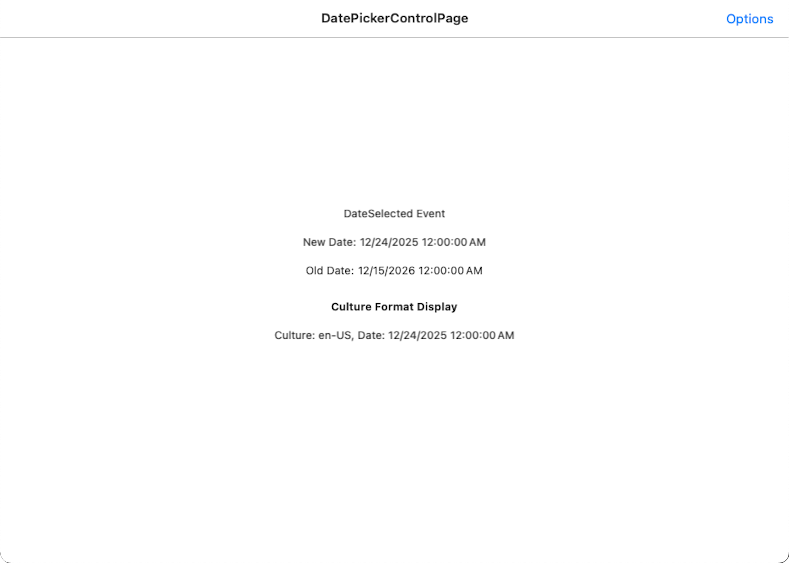 DatePickerControlPage
Options
DateSelected Event
New Date: 12/24/2025 12:00:00 AM
Old Date: 12/15/2026 12:00:00 AM
Culture Format Display
Culture: en-US, Date: 12/24/2025 12:00:00 AM